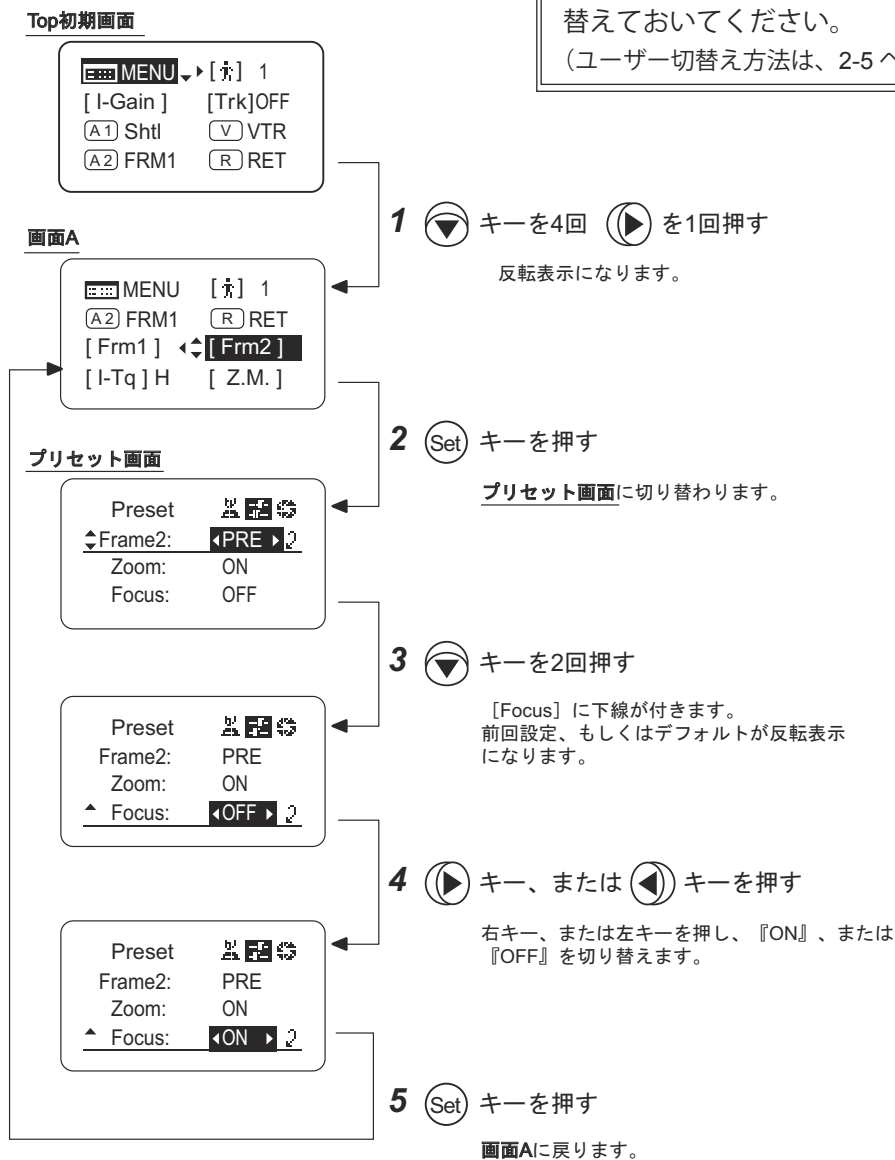 替えておいてください。
（ユーザー切替え方法は、2-5 へ
Top初期画面
MENU [ ] 1
[ I-Gain ] [Trk]OFF
A1 Shtl V VTR
A2 FRM1 R RET
1 キーを4回 を1回押す
反転表示になります。
画面A
MENU [ ] 1
A2 FRM1 R RET
[ Frm1 ] [ Frm2 ]
[ I-Tq ] H [ Z.M. ]
2 Set キーを押す
プリセット画面に切り替わります。
プリセット画面
Preset
Frame2: PRE
Zoom: ON
Focus: OFF
3 キーを2回押す
［Focus］に下線が付きます。
前回設定、もしくはデフォルトが反転表示
になります。
Preset
Frame2: PRE
Zoom: ON
Focus: OFF
4 キー、または キーを押す
右キー、または左キーを押し、『ON』、または
『OFF』を切り替えます。
Preset
Frame2: PRE
Zoom: ON
Focus: ON
5 Set キーを押す
画面Aに戻ります。